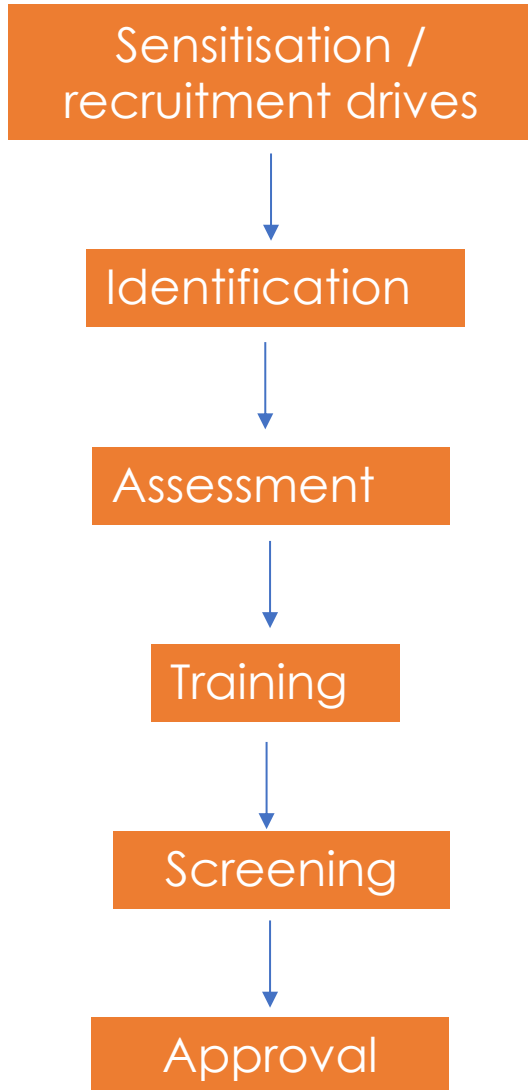 Sensitisation /
recruitment drives
Identification
Assessment
Training
Screening
Approval